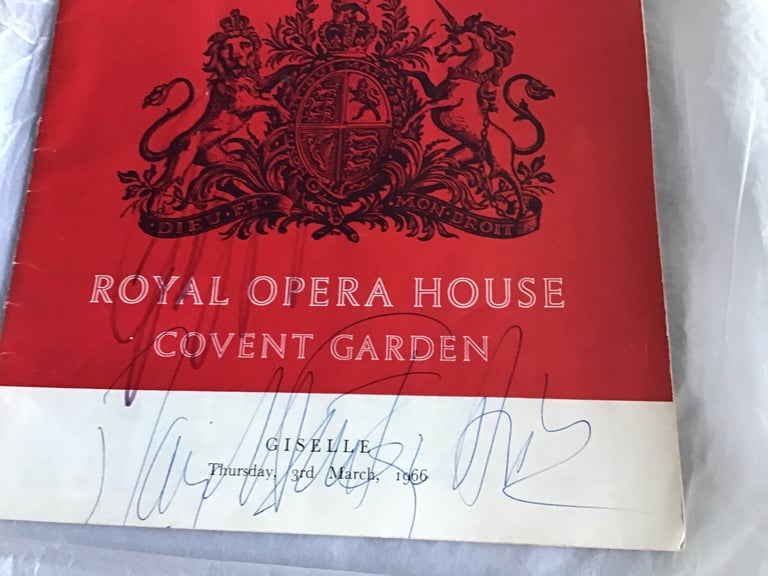 DIEU·ET· MON·DROIT
ROYAL OPERA HOUSE
COVENT GARDEN
GISELLE
Thursday, 3rd March, 1966